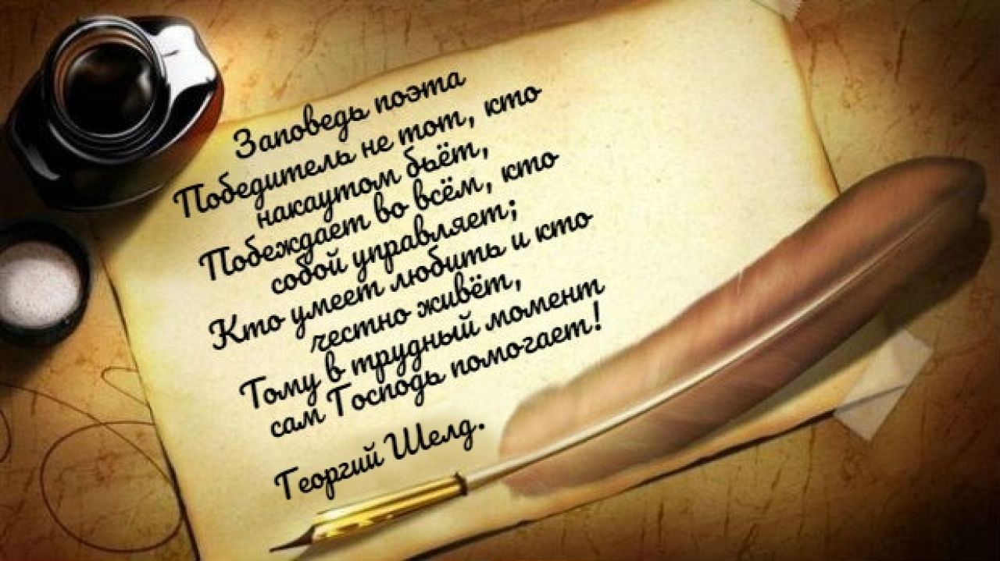 Заповедь поэта
Победитель не тот, кто
накаутом бьёт,
Побеждает во всём, кто
собой управляет;
Кто умеет любить и кто
честно живёт,
Тому в трудный момент
сам Господь помогает!
Георгий Шелд.